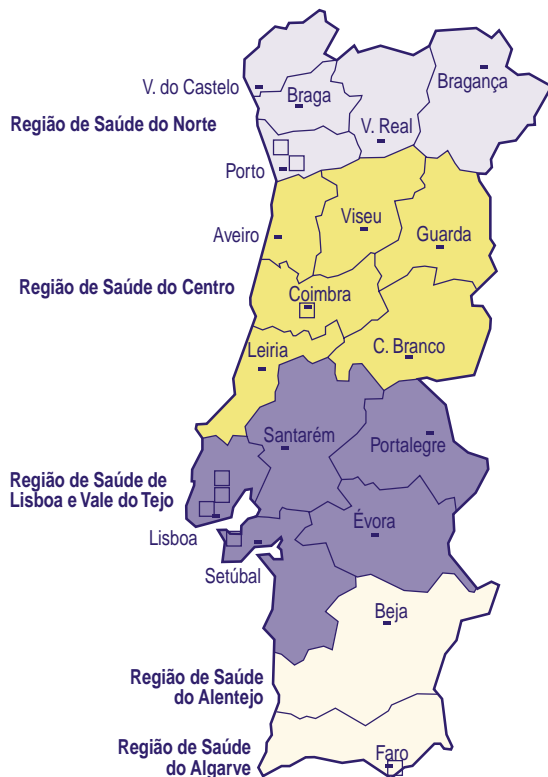 V. do Castelo
Braga
Bragança
Região de Saúde do Norte
V. Real
Porto
Viseu
Aveiro
Guarda
Região de Saúde do Centro
Coimbra
Leiria
C. Branco
Santarém
Portalegre
Região de Saúde de
Lisboa e Vale do Tejo
Lisboa
Évora
Setúbal
Beja
Região de Saúde
do Alentejo
Região de Saúde
do Algarve
Faro